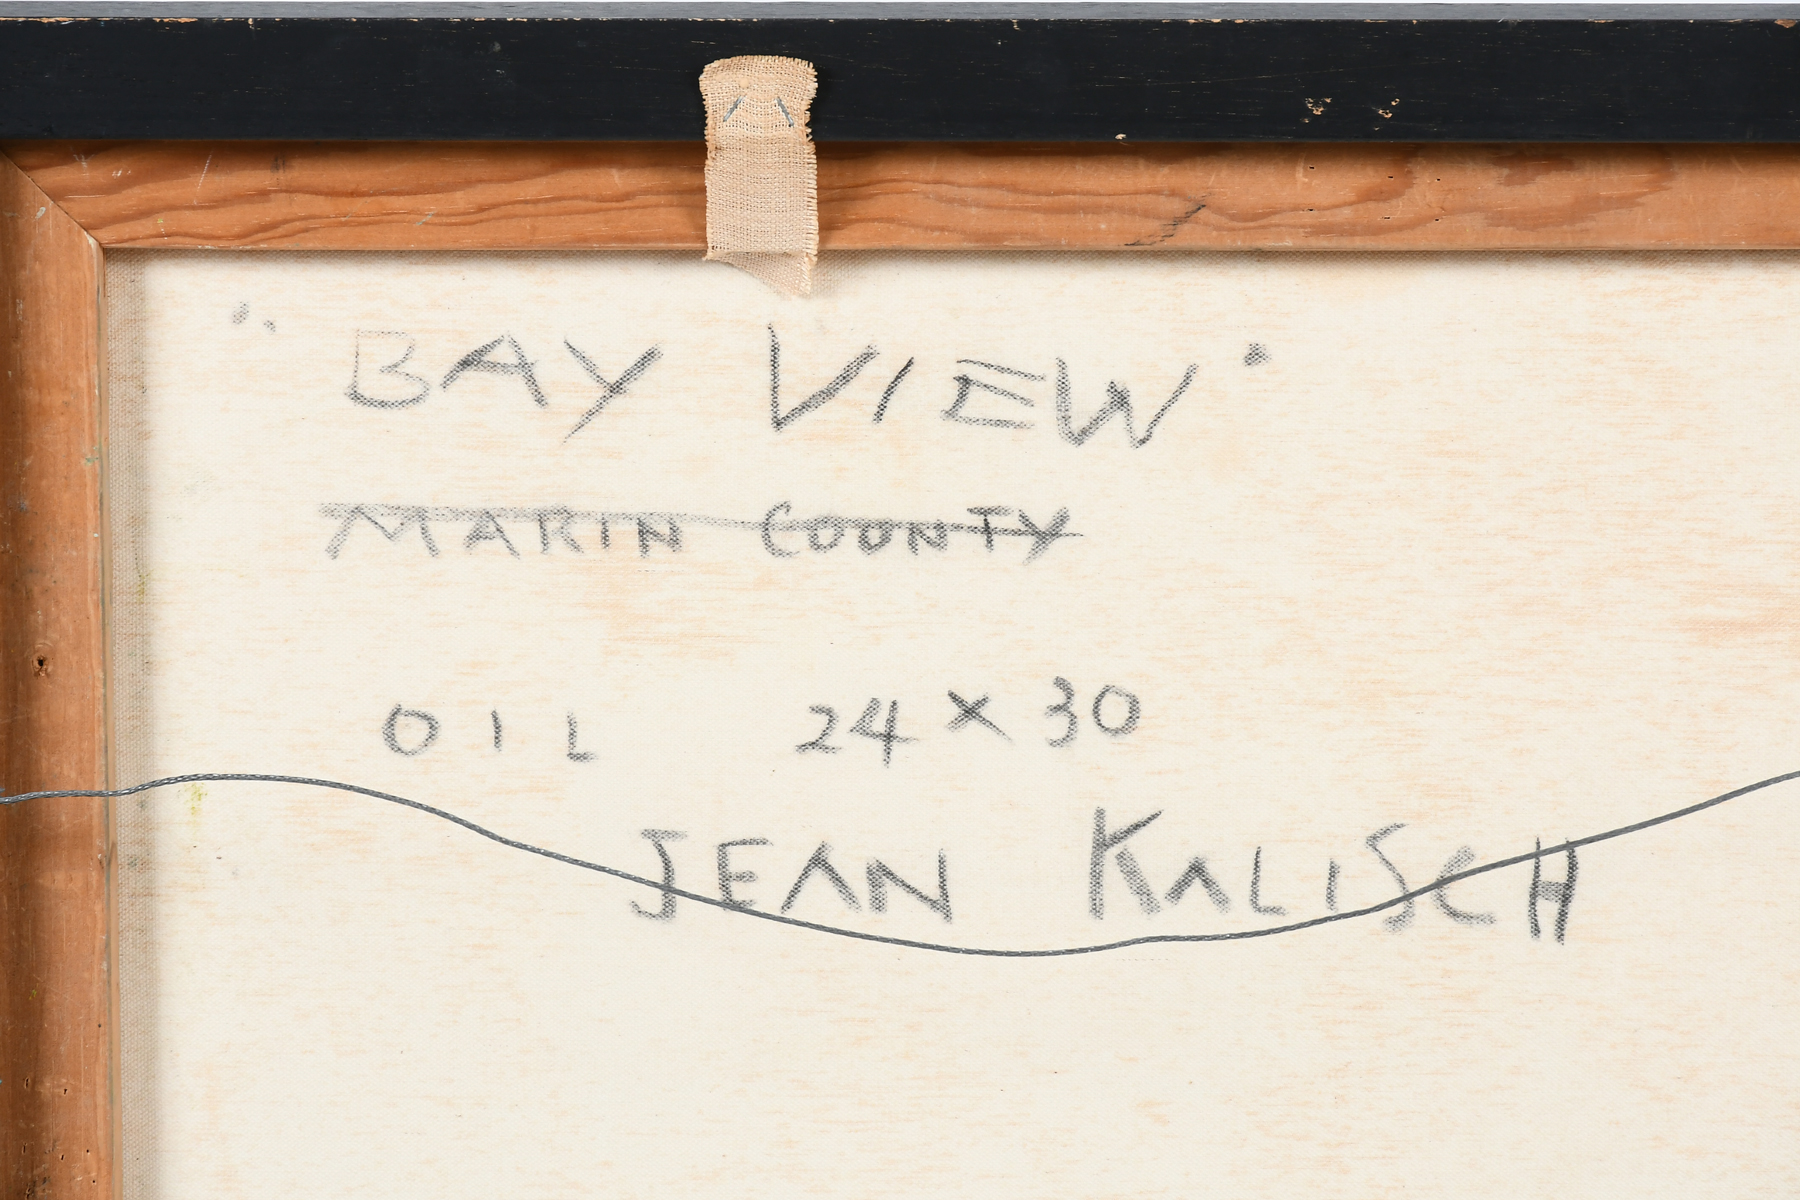 "BAY VIEW"
MARIN COUNTY
OIL 24 x 30
JEAN KALISCH